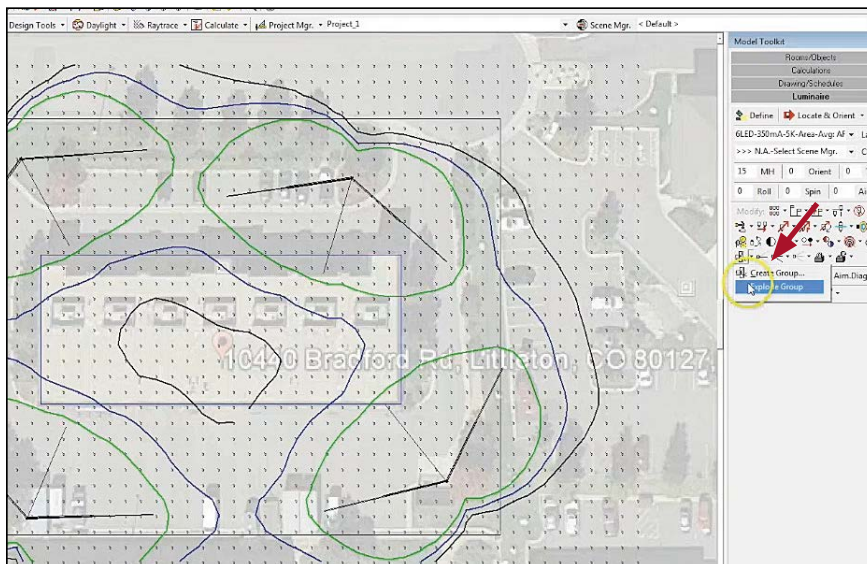 Design Tools Daylight Raytrace Calculate Project Mgr. Project_1 Scene Mgr. < Default >
Model Toolkit
Rooms/Objects
Calculations
Drawing/Schedules
Luminaire
Define Locate & Orient
6LED-350mA-5K-Area-Avg: AF
>>> N.A.-Select Scene Mgr.
15 MH 0 Orient 0
0 Roll 0 Spin 0
Modify:
Create Group...
Aim.Diag
Explode Group
10440 Bradford Rd, Littleton, CO 80127